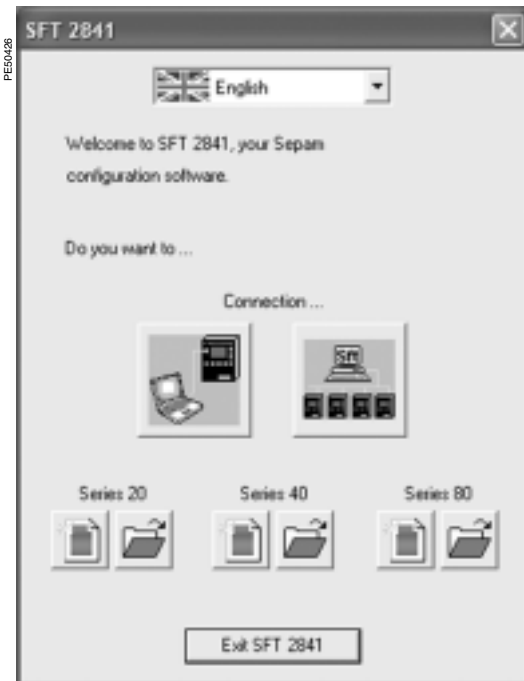 PE50426
SFT 2841
English
Welcome to SFT 2841, your Sepam
configuration software.
Do you want to ...
Connection ...
Sft
Series 20
Series 40
Series 80
Exit SFT 2841